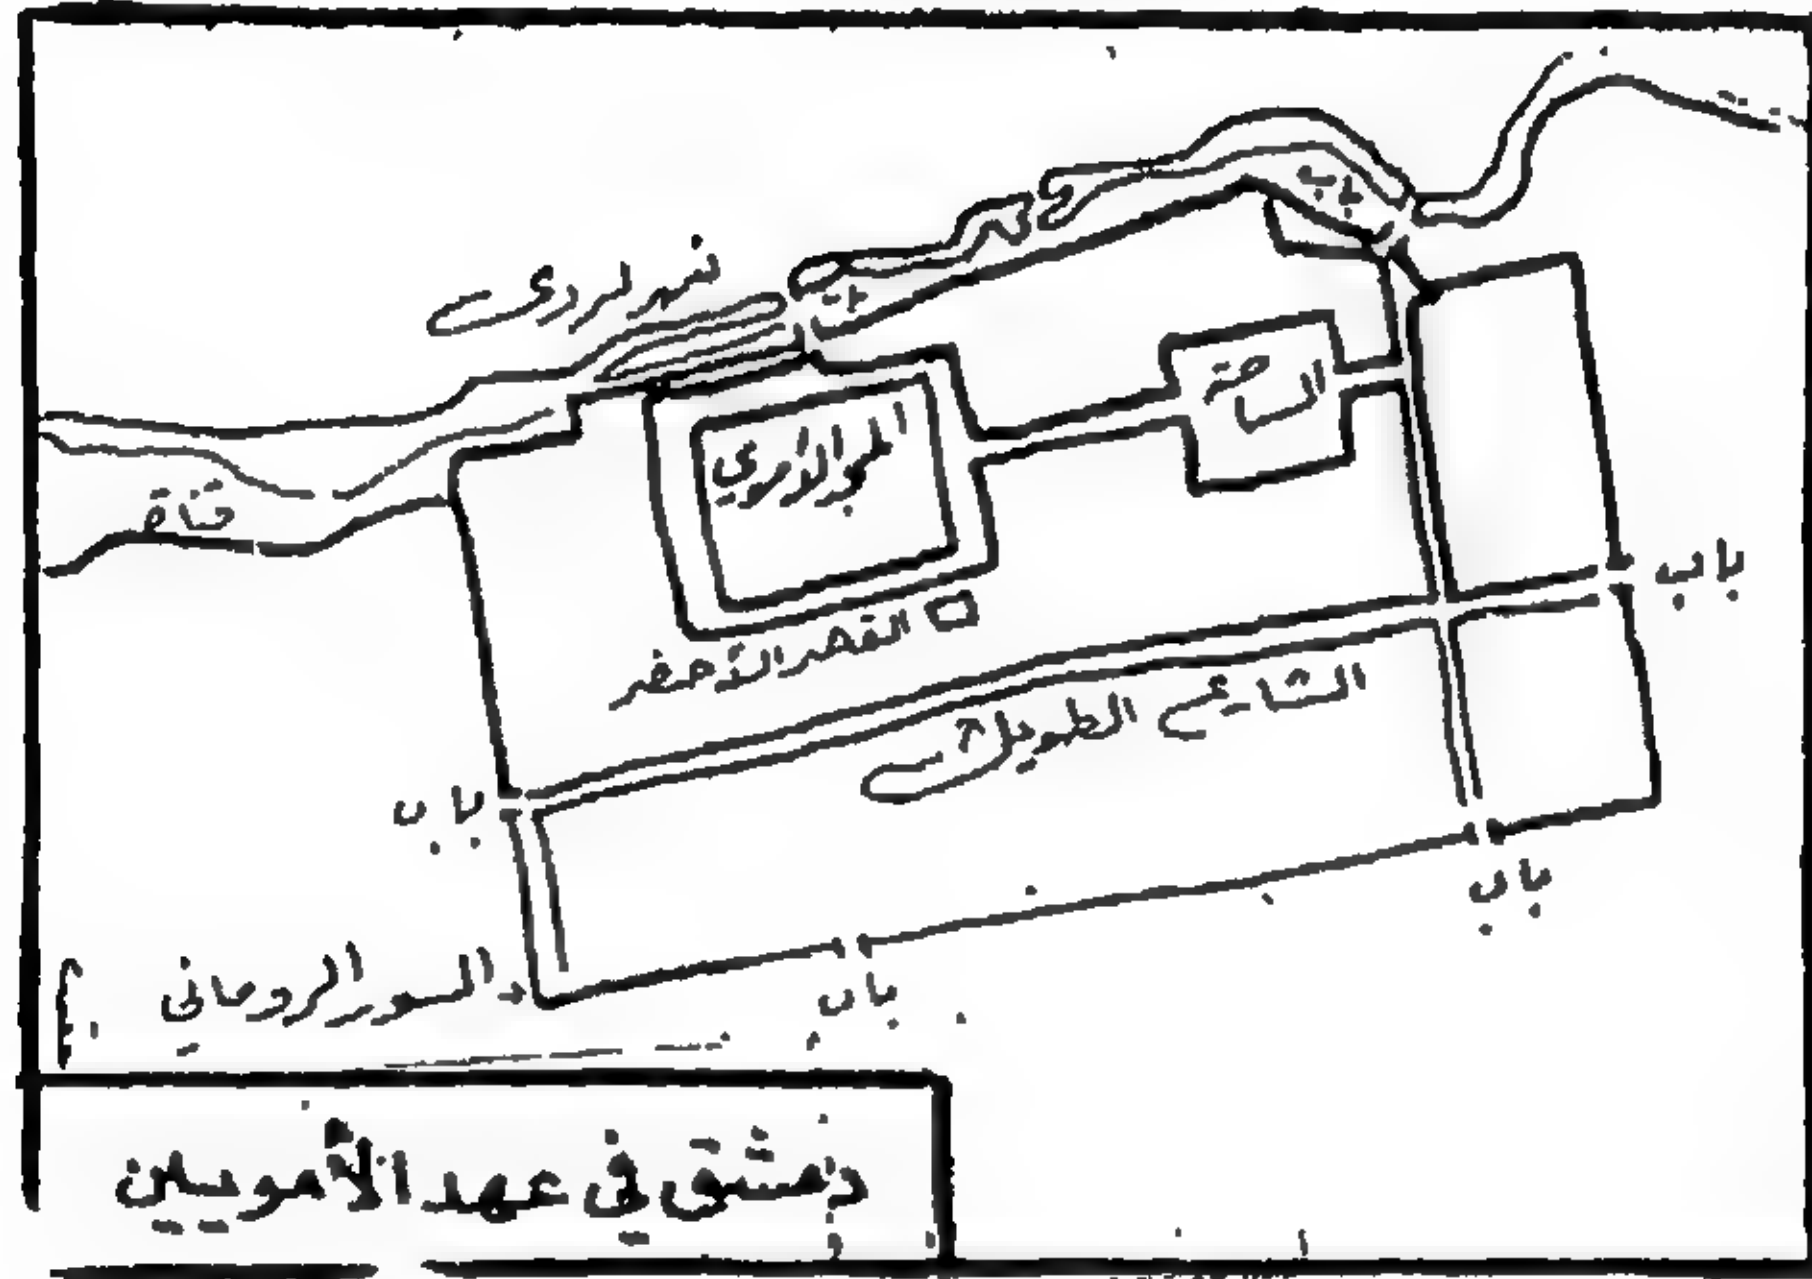 باب
نهر بردى
باب
الساحة
المسجد الأموي
قناة
باب
القصر الأخضر
الشارع الطويل
باب
باب
باب
السور الروماني
دمشق في عهد الأمويين